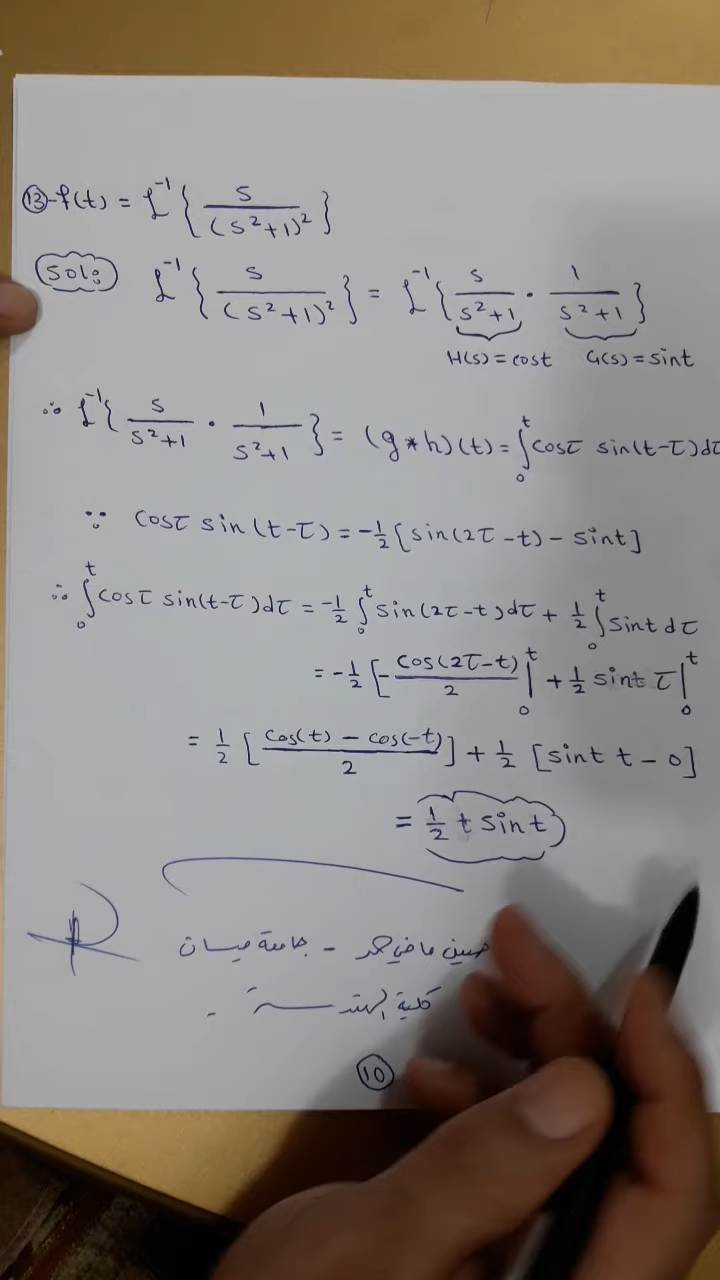 ⑬-f(t) = ℒ⁻¹{ s / (s²+1)² }
Sol: ℒ⁻¹{ s / (s²+1)² } = ℒ⁻¹{ s / s²+1 · 1 / s²+1 }
H(s) = cost G(s) = sint
∴ ℒ⁻¹{ s / s²+1 · 1 / s²+1 } = (g*h)(t) = ∫₀ᵗ cosτ sin(t-τ)dτ
∵ cosτ sin(t-τ) = -½[sin(2τ-t) - sint]
∴ ∫₀ᵗ cosτ sin(t-τ)dτ = -½ ∫₀ᵗ sin(2τ-t)dτ + ½ ∫₀ᵗ sint dτ
= -½ [- cos(2τ-t) / 2 |₀ᵗ + ½ sint τ|₀ᵗ
= ½ [ cos(t) - cos(-t) / 2 ] + ½ [sint t - 0]
= ½ t sint
حسين - جامعة ميسان
كلية الهندسة .
⑩